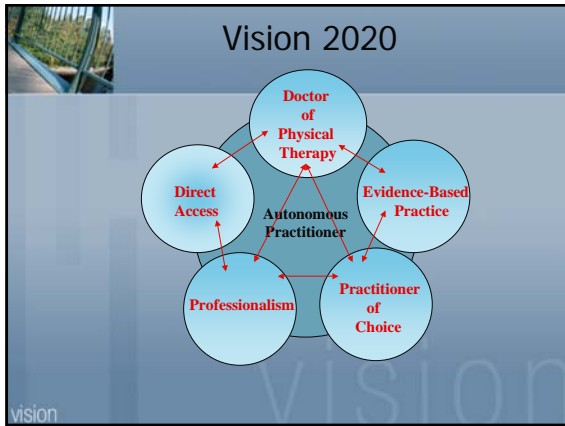 Vision 2020
Doctor
of
Physical
Therapy
Direct
Access
Evidence-Based
Practice
Autonomous
Practitioner
Professionalism
Practitioner
of
Choice
vision
vision